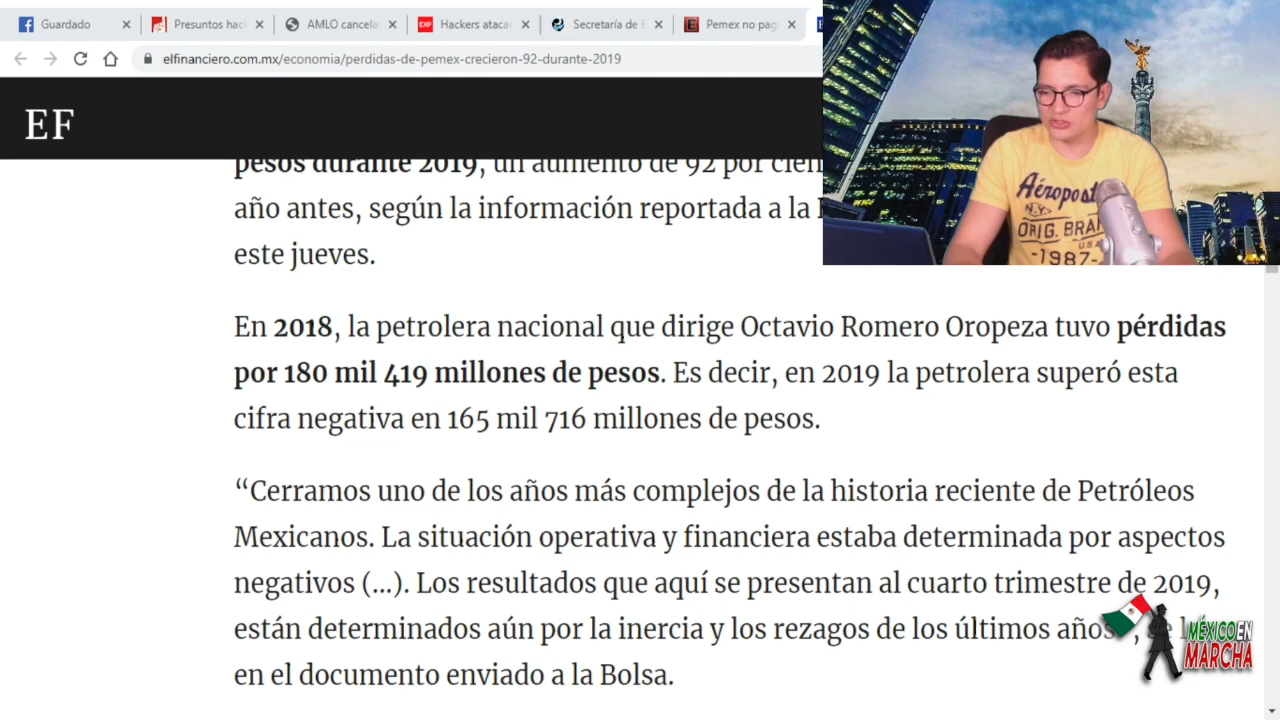 Guardado
Presuntos hac
AMLO cancela
EXP Hackers ataca
Secretaría de
Pemex no pag
elfinanciero.com.mx/economia/perdidas-de-pemex-crecieron-92-durante-2019
EF
pesos durante 2019, un aumento de 92 por cien
año antes, según la información reportada a la
este jueves.
En 2018, la petrolera nacional que dirige Octavio Romero Oropeza tuvo pérdidas
por 180 mil 419 millones de pesos. Es decir, en 2019 la petrolera superó esta
cifra negativa en 165 mil 716 millones de pesos.
“Cerramos uno de los años más complejos de la historia reciente de Petróleos
Mexicanos. La situación operativa y financiera estaba determinada por aspectos
negativos (...). Los resultados que aquí se presentan al cuarto trimestre de 2019,
están determinados aún por la inercia y los rezagos de los últimos años
en el documento enviado a la Bolsa.
Aéropost
N.Y.
ORIG. BRA
U.S.A
-1987-
MÉXICO EN
MARCHA